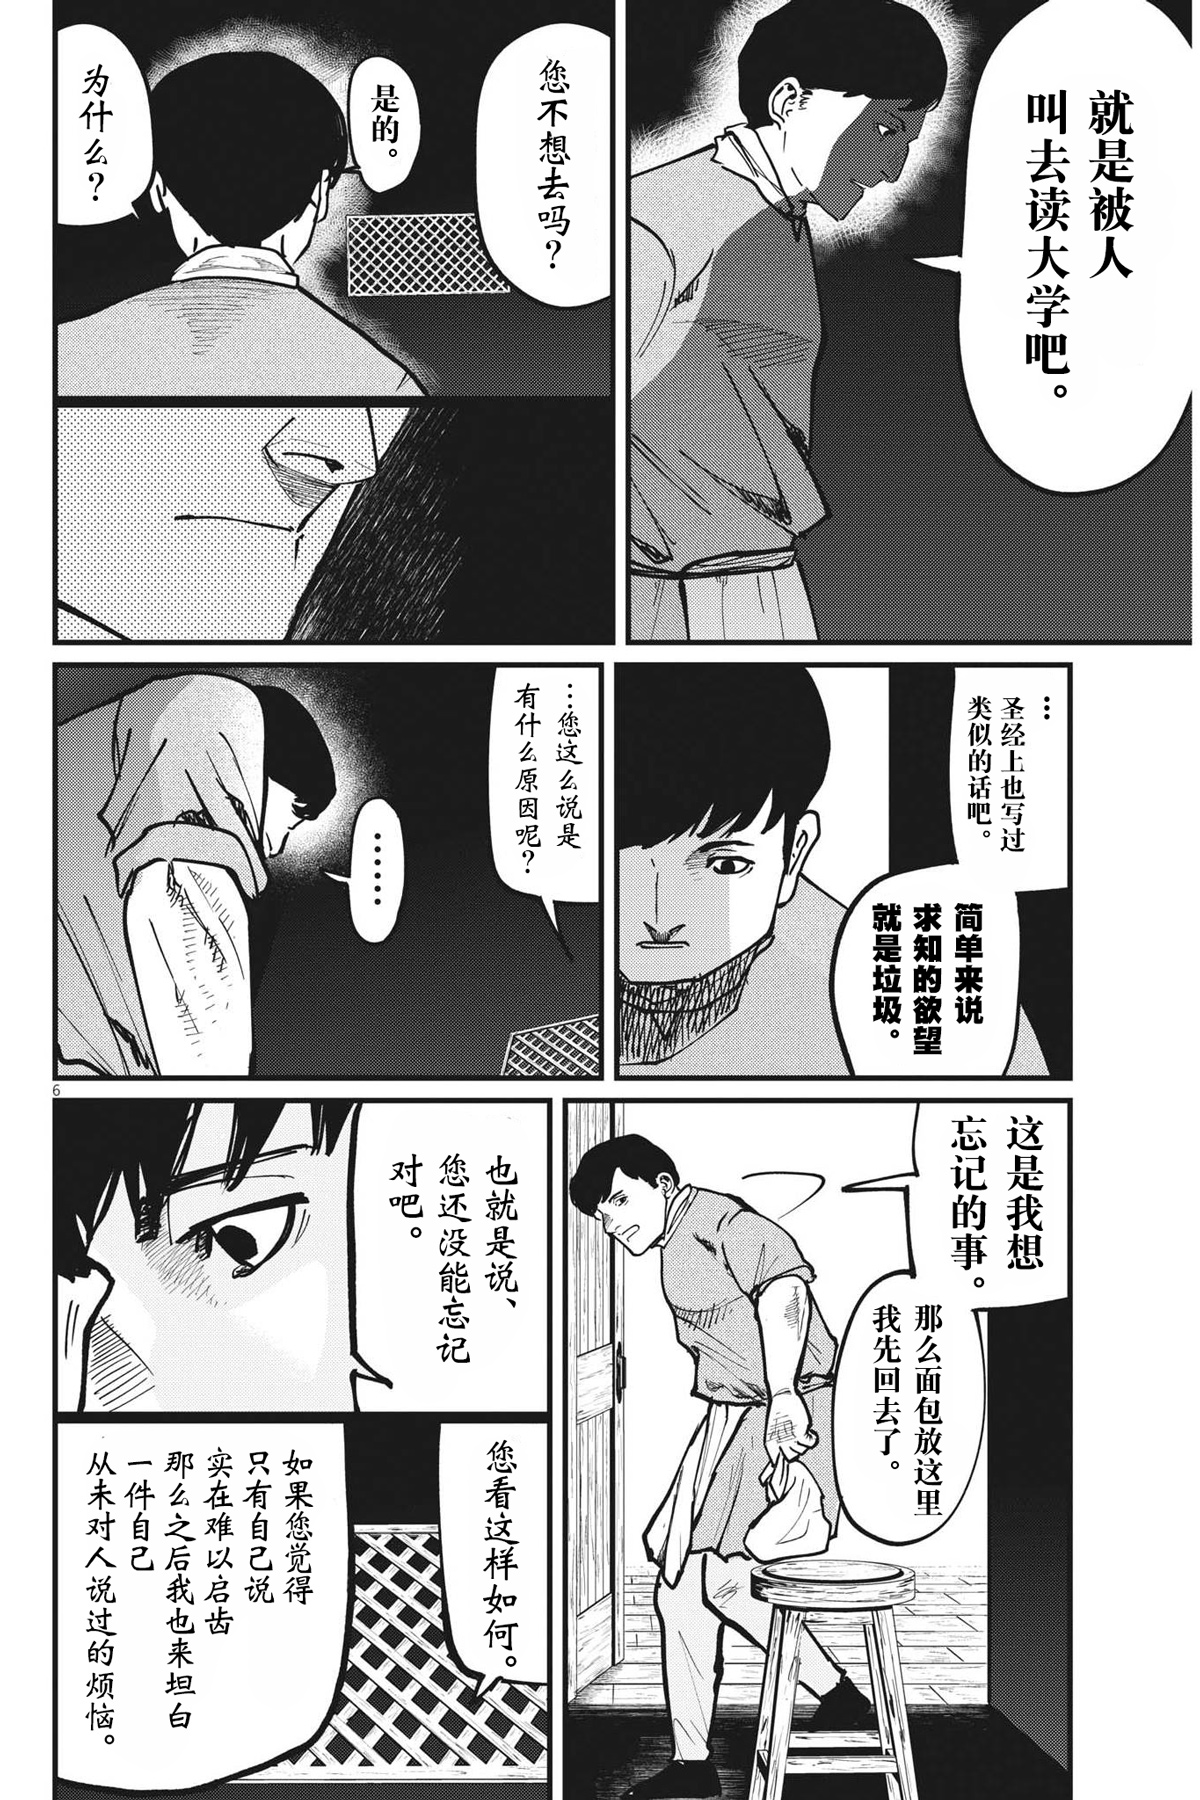 就是被人
叫去读大学吧。
您不想去吗？
是的。
为什么？
…
圣经上也写过
类似的话吧。
简单来说
求知的欲望
就是垃圾。
…您这么说是
有什么原因呢？
……
6
这是我想
忘记的事。
那么面包放这里
我先回去了。
也就是说、
您还没能忘记
对吧。
您看这样如何。
如果您觉得
只有自己说
实在难以启齿
那么之后我也来坦白
一件自己
从未对人说过的烦恼。